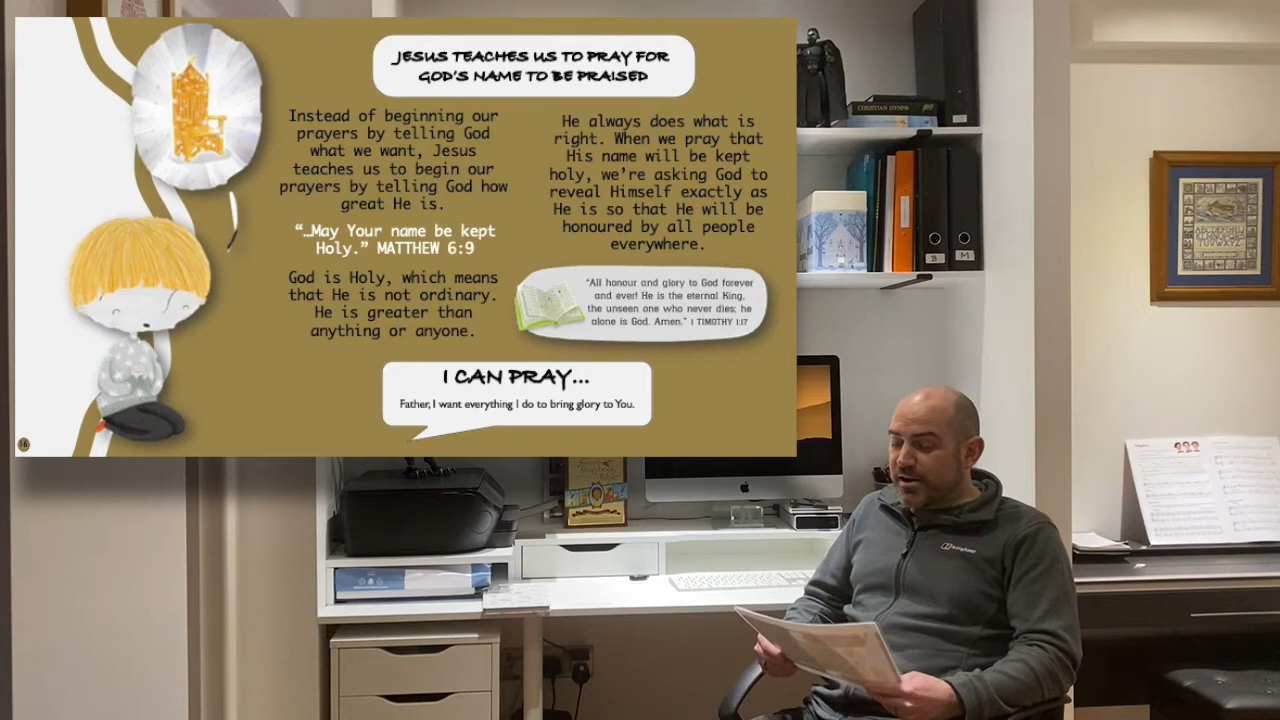 JESUS TEACHES US TO PRAY FOR
GOD'S NAME TO BE PRAISED
Instead of beginning our
prayers by telling God
what we want, Jesus
teaches us to begin our
prayers by telling God how
great He is.
"…May Your name be kept
Holy." MATTHEW 6:9
God is Holy, which means
that He is not ordinary.
He is greater than
anything or anyone.
He always does what is
right. When we pray that
His name will be kept
holy, we're asking God to
reveal Himself exactly as
He is so that He will be
honoured by all people
everywhere.
"All honour and glory to God forever
and ever! He is the eternal King,
the unseen one who never dies; he
alone is God. Amen." 1 TIMOTHY 1:17
I CAN PRAY...
Father, I want everything I do to bring glory to You.
16
CHRISTIAN HYMNS
B
M
Storybook
berghaus